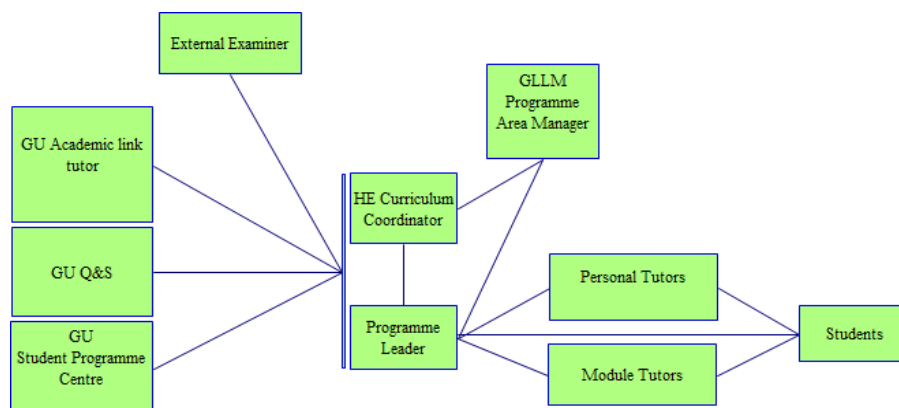 External Examiner
GLLM
Programme
Area Manager
GU Academic link
tutor
HE Curriculum
Coordinator
GU Q&S
Personal Tutors
Programme
Leader
Students
GU
Student Programme
Centre
Module Tutors